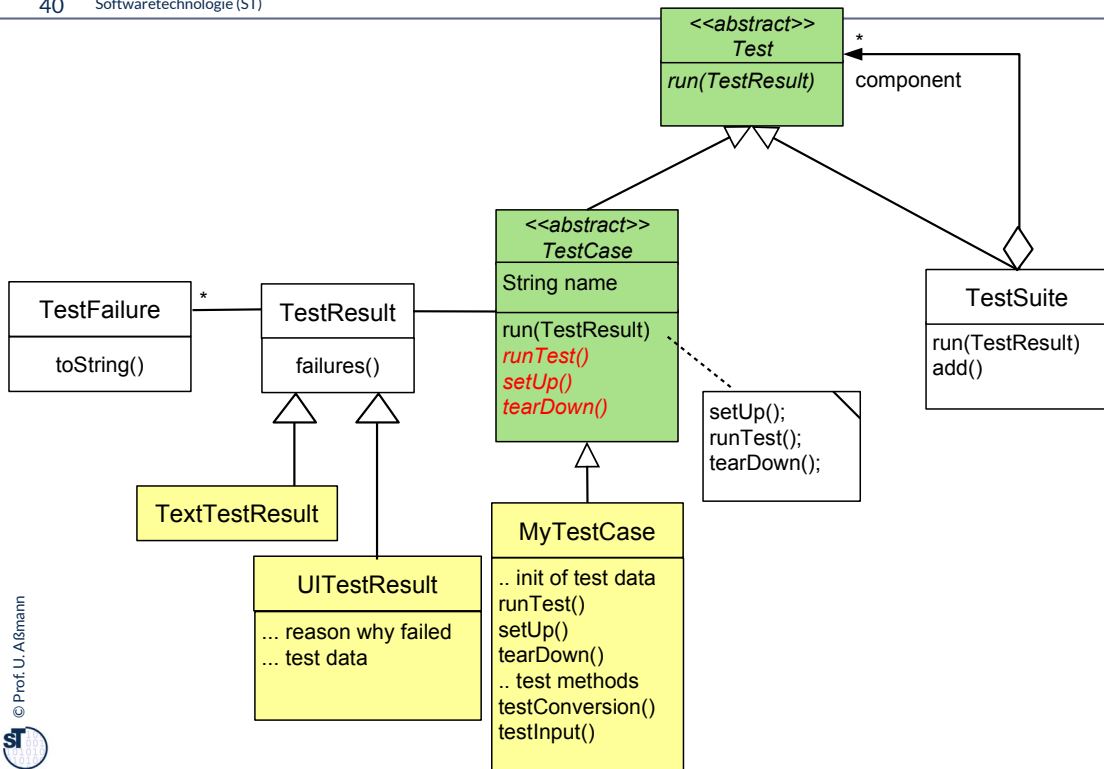 40 Softwaretechnologie (ST)
<<abstract>>
Test
run(TestResult)
*
component
<<abstract>>
TestCase
String name
run(TestResult)
runTest()
setUp()
tearDown()
TestFailure
toString()
*
TestResult
failures()
TestSuite
run(TestResult)
add()
setUp();
runTest();
tearDown();
TextTestResult
UITestResult
... reason why failed
... test data
MyTestCase
.. init of test data
runTest()
setUp()
tearDown()
.. test methods
testConversion()
testInput()
© Prof. U. Aßmann
ST